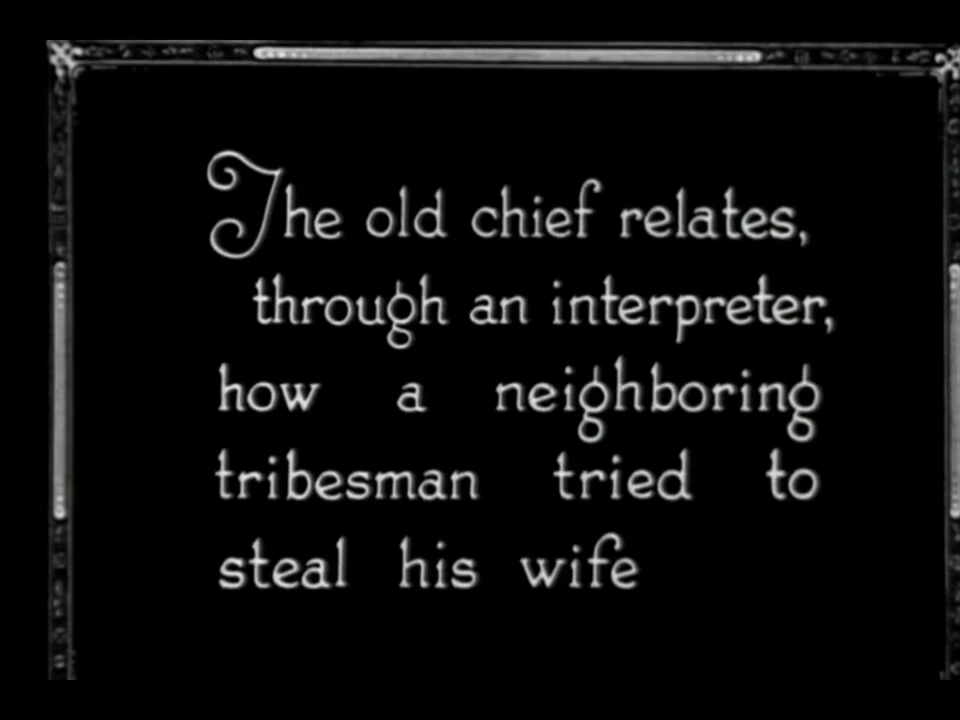 The old chief relates,
through an interpreter,
how a neighboring
tribesman tried to
steal his wife